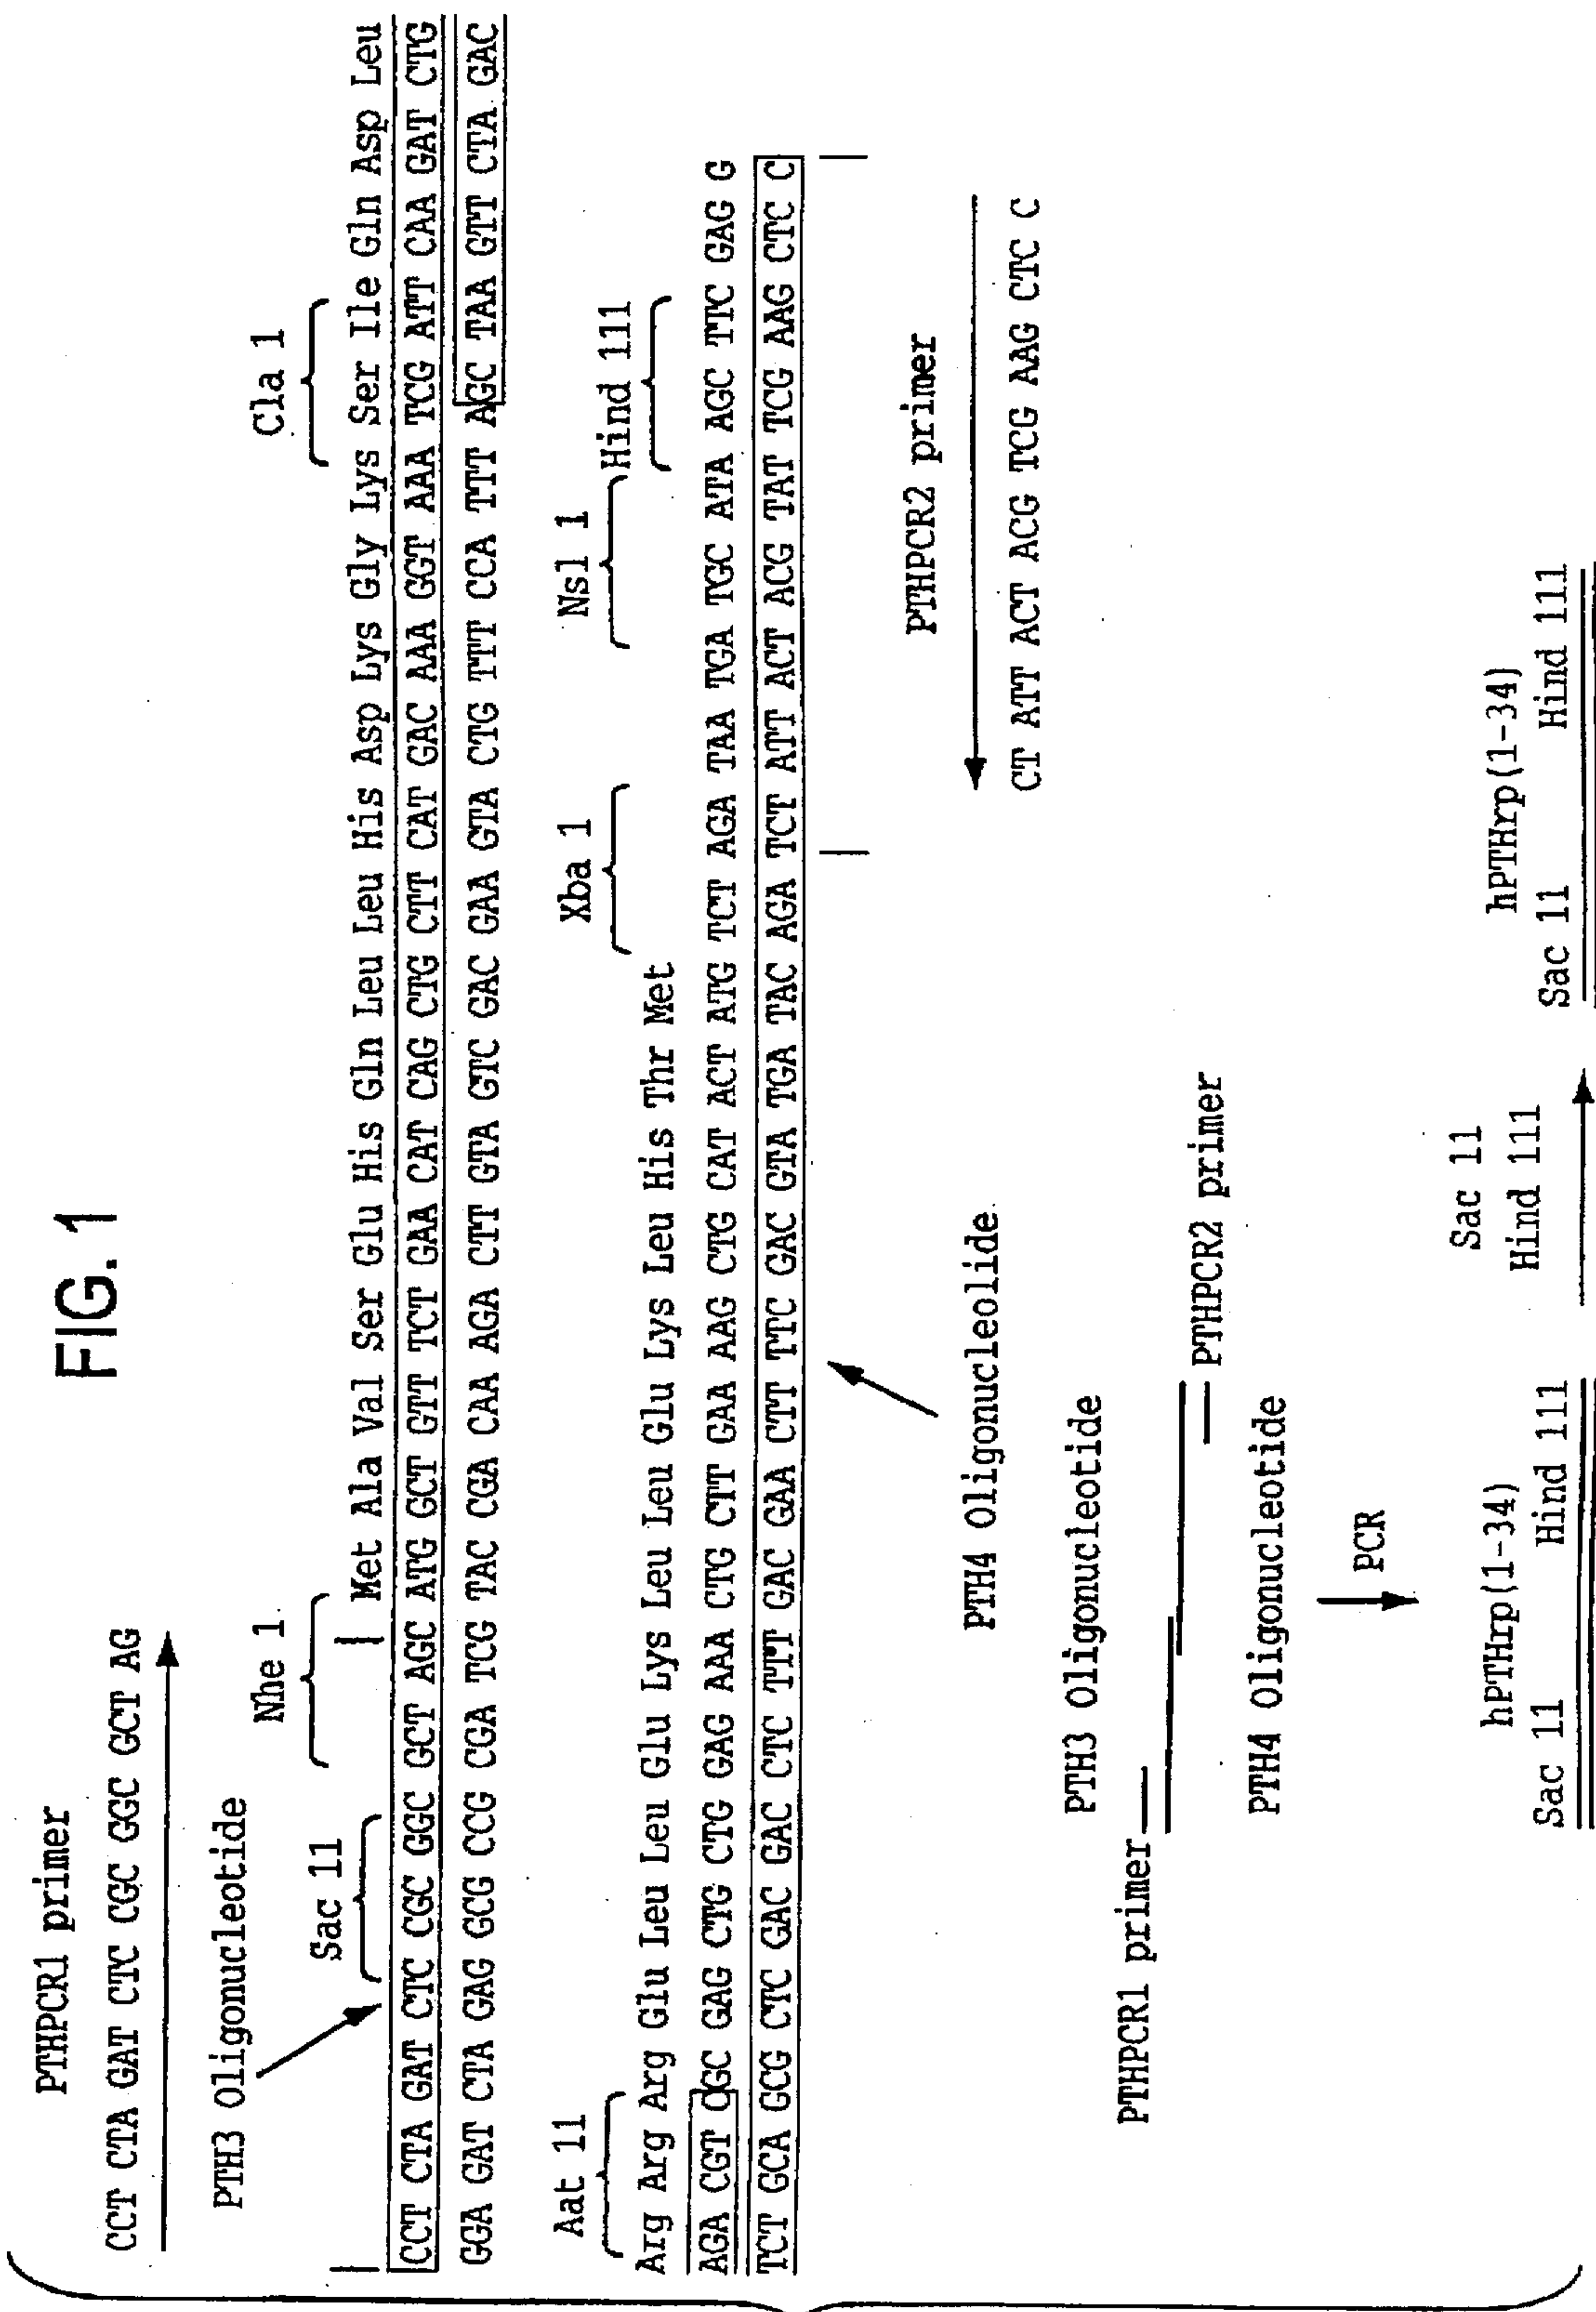 FIG. 1
PTHPCR1 primer
CCT CTA GAT CTC CGC GGC GCT AG
PTH3 Oligonucleotide
Sac 11
Nhe 1
Cla 1
Met Ala Val Ser Glu His Gln Leu Leu His Asp Lys Gly Lys Ser Ile Gln Asp Leu
CCT CTA GAT CTC CGC GGC GCT AGC ATG GCT GTT TCT GAA CAT CAG CTG CTT CAT GAC AAA GGT AAA TCG ATT CAA GAT CTG
GGA GAT CTA GAG GCG CCG CGA TCG TAC CGA CAA AGA CTT GTA GTC GAC GAA GTA CTG TTT CCA TTT AGC TAA GTT CTA GAC
Aat 11
Xba 1
Nsl 1
Hind 111
Arg Arg Arg Glu Leu Leu Glu Lys Leu Leu Glu Lys Leu His Thr Met
AGA CGT CGC GAG CTG CTG GAG AAA CTG CTT GAA AAG CTG CAT ACT ATG TCT AGA TAA TGA TGC ATA AGC TTC GAG G
TCT GCA GCG CTC GAC GAC CTC TTT GAC GAA CTT TTC GAC GTA TGA TAC AGA TCT ATT ACT ACG TAT TCG AAG CTC C
PTH4 Oligonucleolide
PTHPCR2 primer
CT ATT ACT ACG TCG AAG CTC C
PTH3 Oligonucleotide
PTHPCR1 primer
PTHPCR2 primer
PTH4 Oligonucleotide
PCR
hPTHrp(1-34)
Sac 11 Hind 111
Sac 11
Hind 111
hPTHrp(1-34)
Sac 11 Hind 111